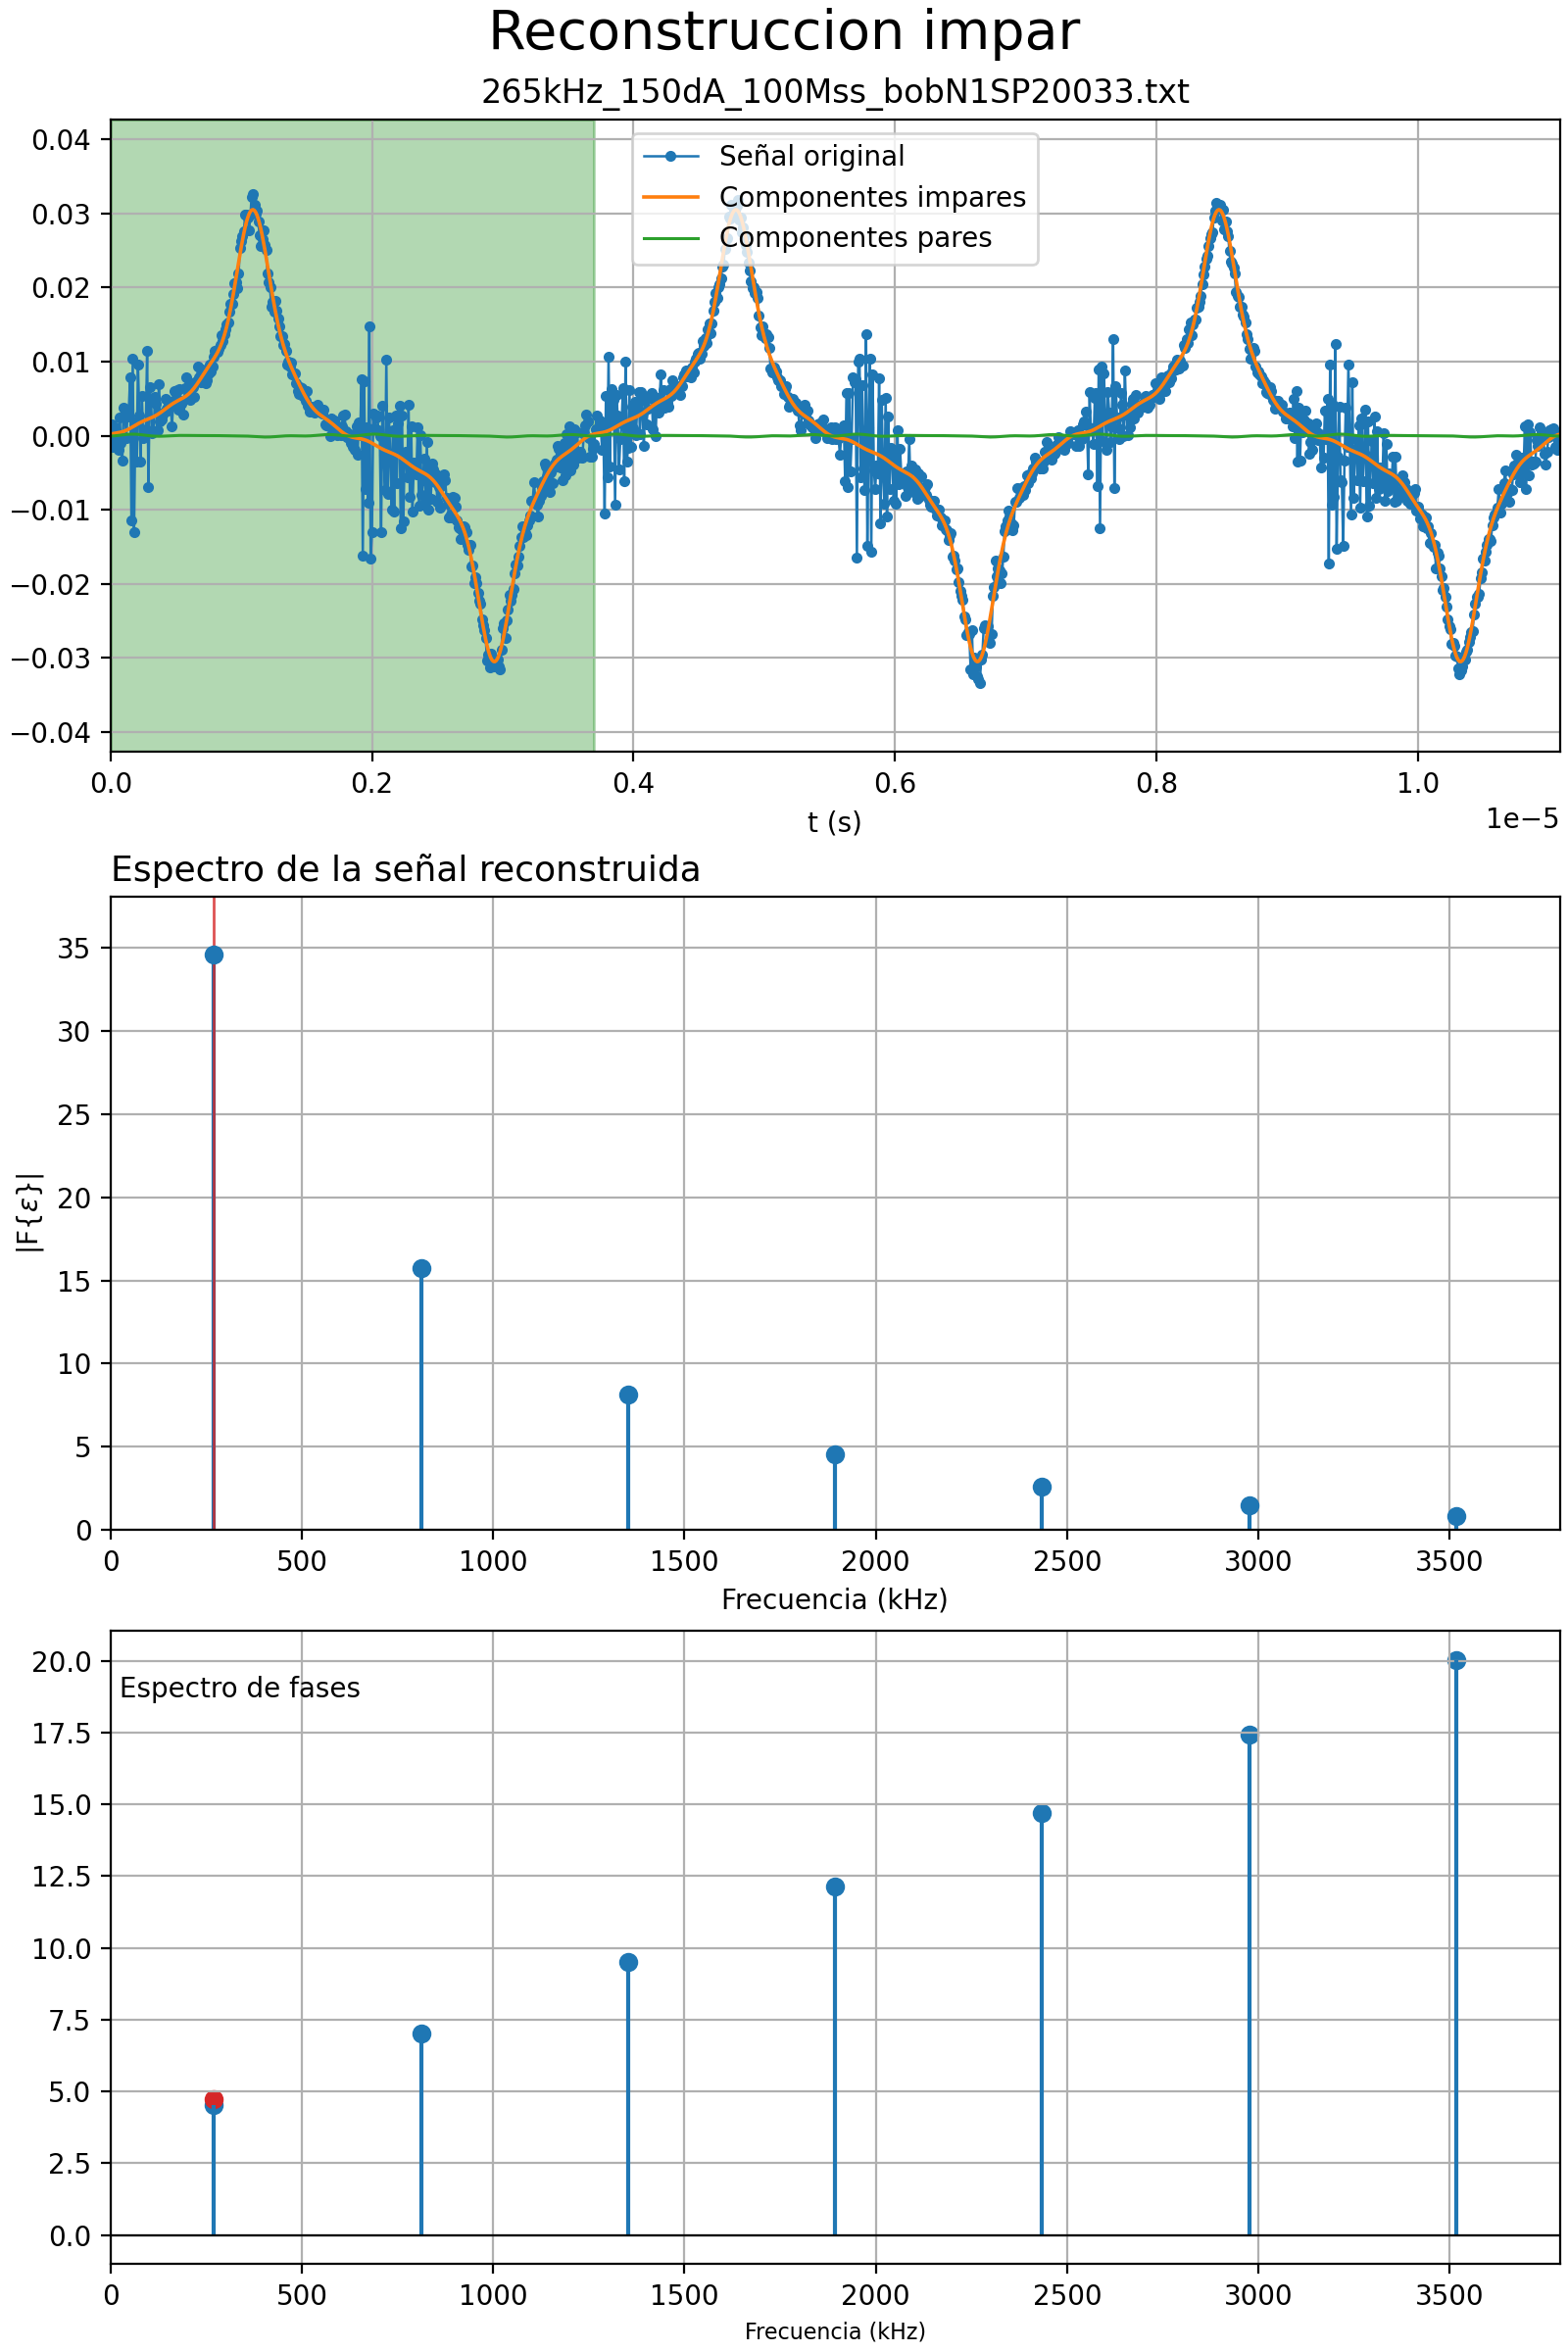 Reconstruccion impar
265kHz_150dA_100Mss_bobN1SP20033.txt
0.04
0.03
0.02
0.01
0.00
−0.01
−0.02
−0.03
−0.04
Señal original
Componentes impares
Componentes pares
0.0 0.2 0.4 0.6 0.8 1.0
1e−5
t (s)
Espectro de la señal reconstruida
35
30
25
20
15
10
5
0
|F{ε}|
0 500 1000 1500 2000 2500 3000 3500
Frecuencia (kHz)
20.0
17.5
15.0
12.5
10.0
7.5
5.0
2.5
0.0
Espectro de fases
0 500 1000 1500 2000 2500 3000 3500
Frecuencia (kHz)